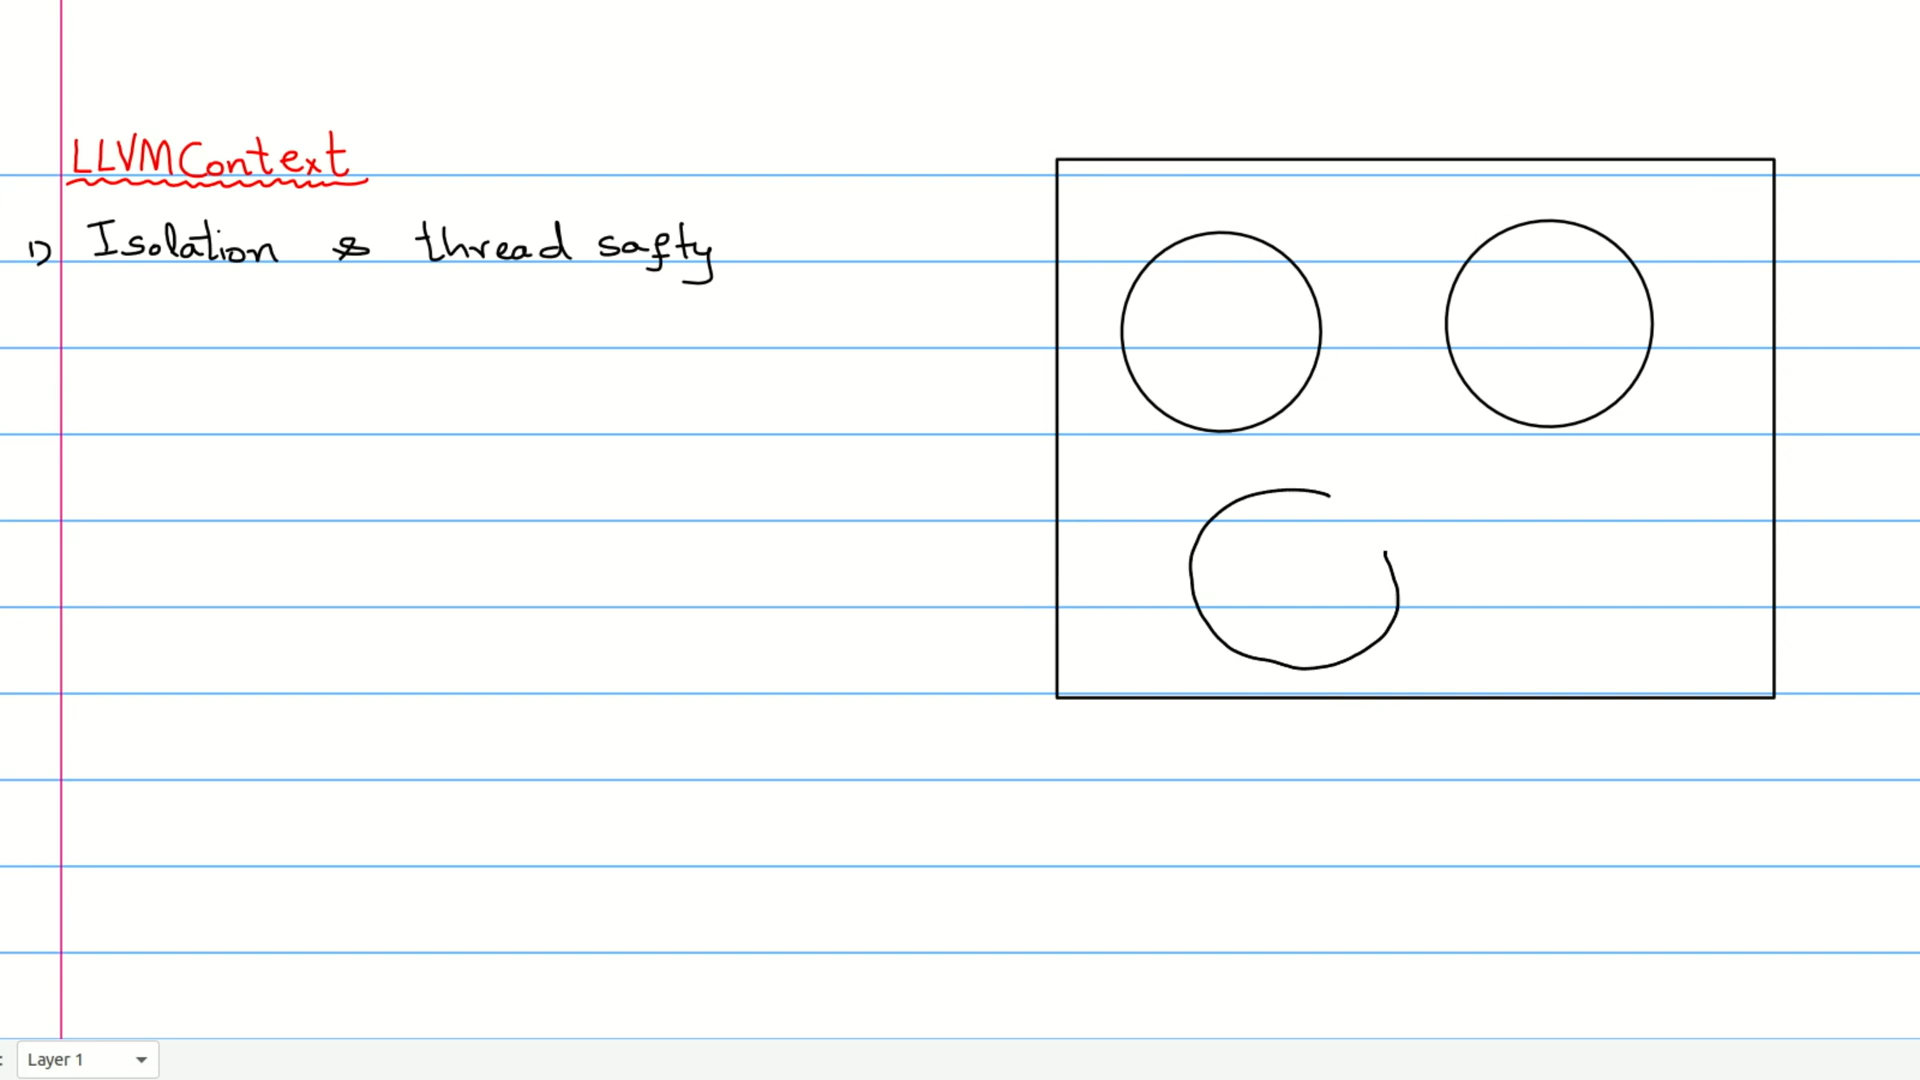 LLVMContext
1) Isolation & thread safty
: Layer 1